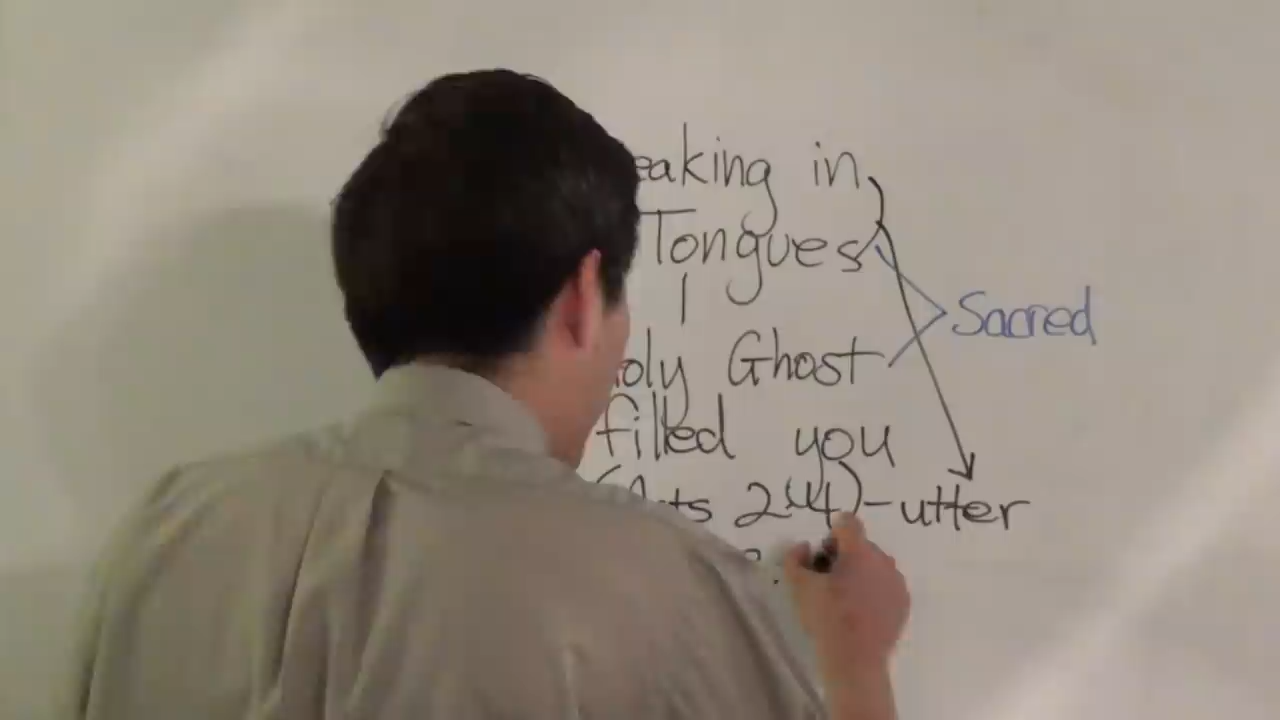 eaking in
Tongues
Sacred
oly Ghost
filled you
(Acts 2:4) - utter